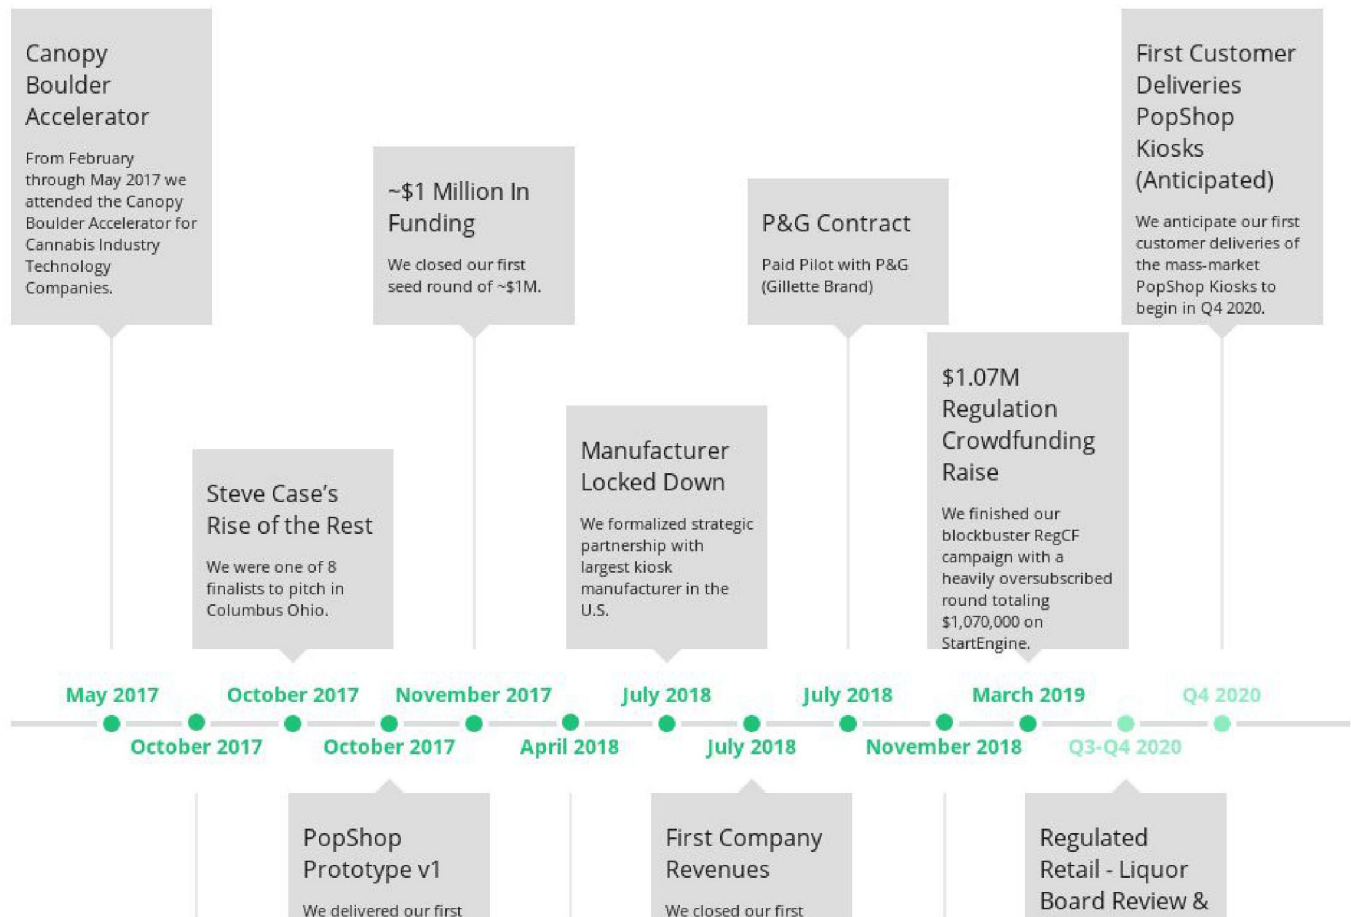 Canopy
Boulder
Accelerator
From February
through May 2017 we
attended the Canopy
Boulder Accelerator for
Cannabis Industry
Technology
Companies.
Steve Case’s
Rise of the Rest
We were one of 8
finalists to pitch in
Columbus Ohio.
~$1 Million In
Funding
We closed our first
seed round of ~$1M.
Manufacturer
Locked Down
We formalized strategic
partnership with
largest kiosk
manufacturer in the
U.S.
P&G Contract
Paid Pilot with P&G
(Gillette Brand)
$1.07M
Regulation
Crowdfunding
Raise
We finished our
blockbuster RegCF
campaign with a
heavily oversubscribed
round totaling
$1,070,000 on
StartEngine.
First Customer
Deliveries
PopShop
Kiosks
(Anticipated)
We anticipate our first
customer deliveries of
the mass-market
PopShop Kiosks to
begin in Q4 2020.
May 2017
October 2017
November 2017
July 2018
July 2018
March 2019
Q4 2020
October 2017
October 2017
April 2018
July 2018
November 2018
Q3-Q4 2020
PopShop
Prototype v1
We delivered our first
First Company
Revenues
We closed our first
Regulated
Retail - Liquor
Board Review &